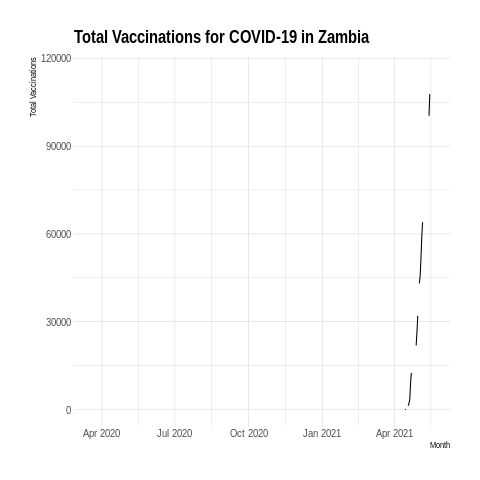 Total Vaccinations for COVID-19 in Zambia
Total Vaccinations
120000
90000
60000
30000
0
Apr 2020 Jul 2020 Oct 2020 Jan 2021 Apr 2021
Month